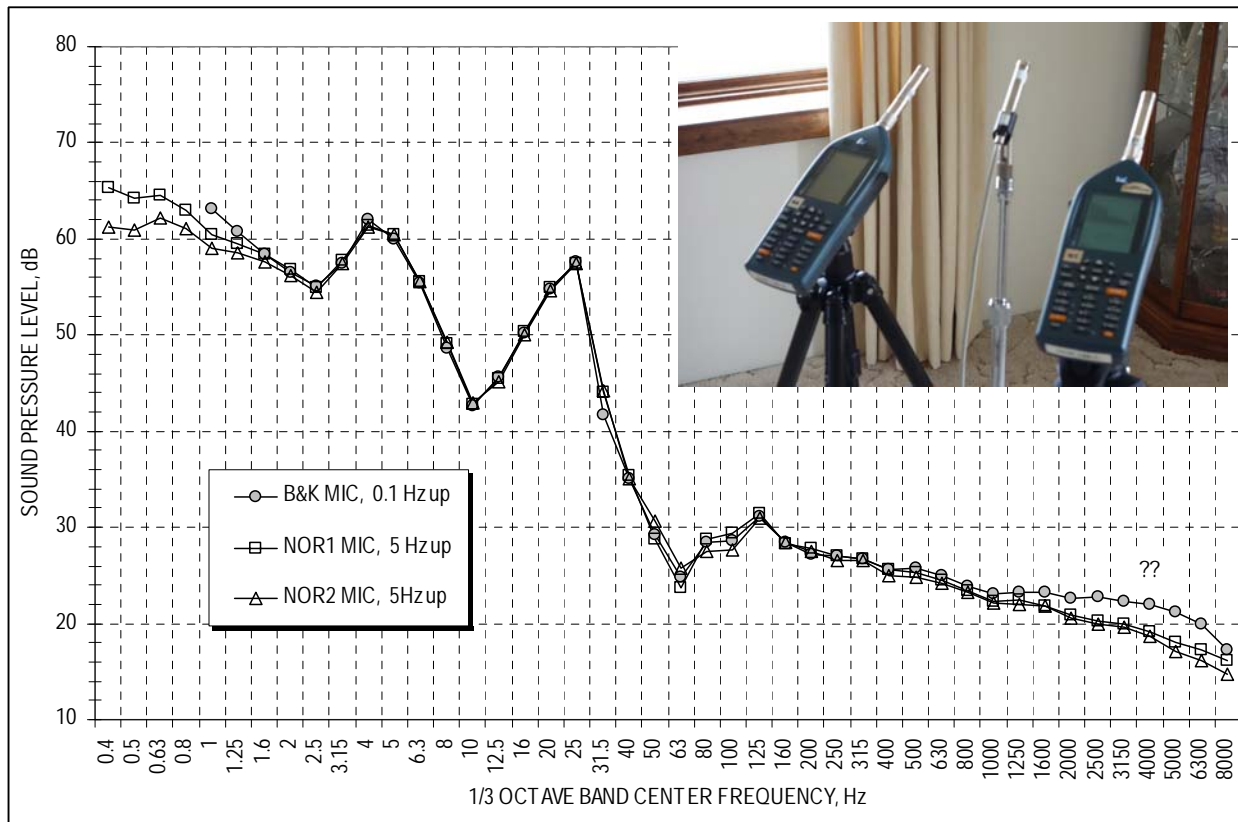 80
70
60
50
40
30
20
10
SOUND PRESSURE LEVEL, dB
B&K MIC, 0.1 Hz up
NOR1 MIC, 5 Hz up
NOR2 MIC, 5Hz up
??
0.4 0.5 0.63 0.8 1 1.25 1.6 2 2.5 3.15 4 5 6.3 8 10 12.5 16 20 25 31.5 40 50 63 80 100 125 160 200 250 315 400 500 630 800 1000 1250 1600 2000 2500 3150 4000 5000 6300 8000
1/3 OCTAVE BAND CENTER FREQUENCY, Hz